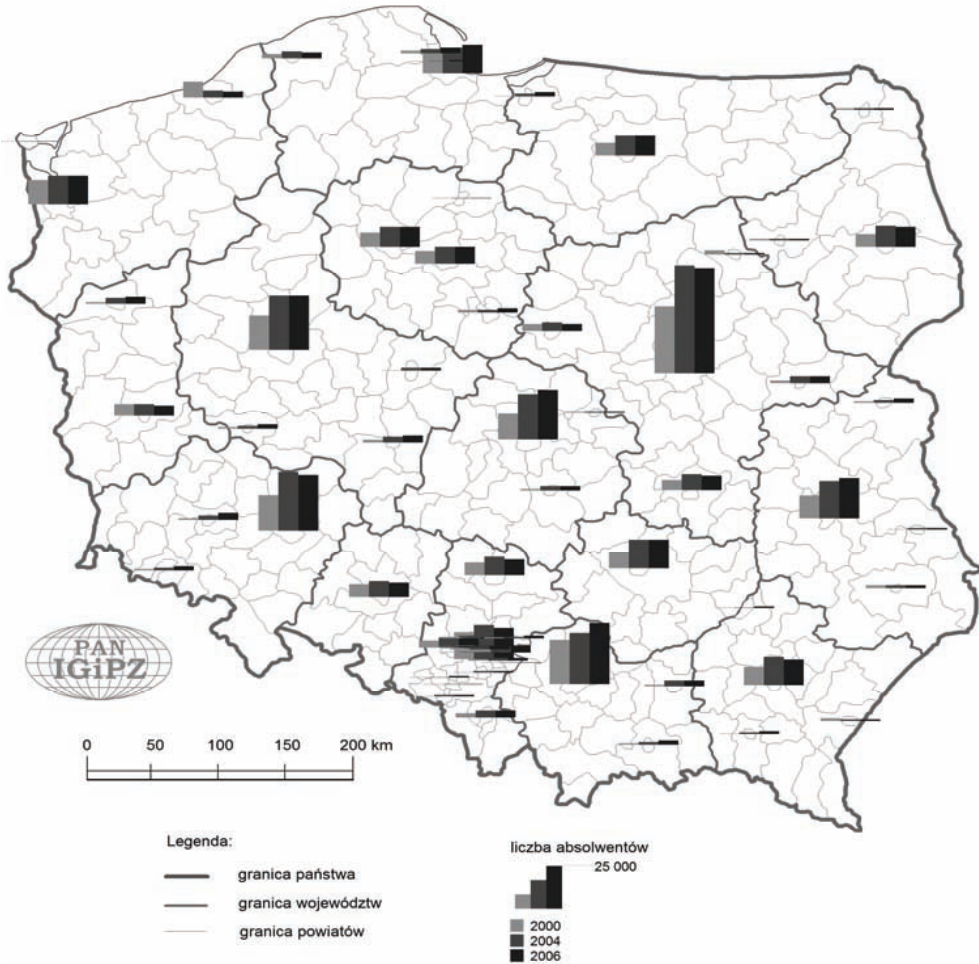 PAN
IGiPZ
0 50 100 150 200 km
Legenda:
granica państwa
granica województw
granica powiatów
liczba absolwentów
25 000
2000
2004
2006